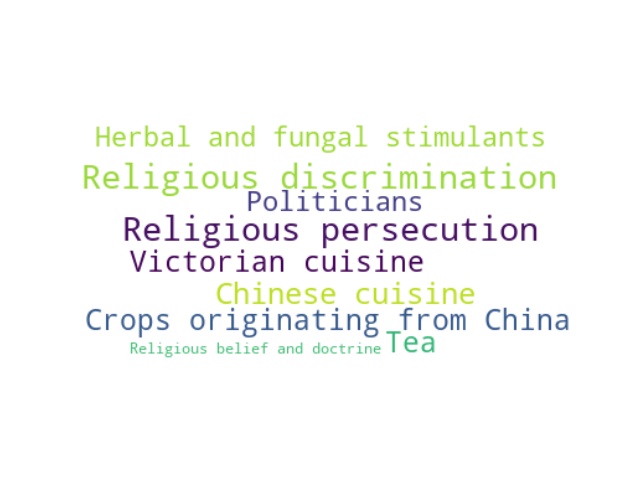 Herbal and fungal stimulants
Religious discrimination
Politicians
Religious persecution
Victorian cuisine
Chinese cuisine
Crops originating from China
Tea
Religious belief and doctrine